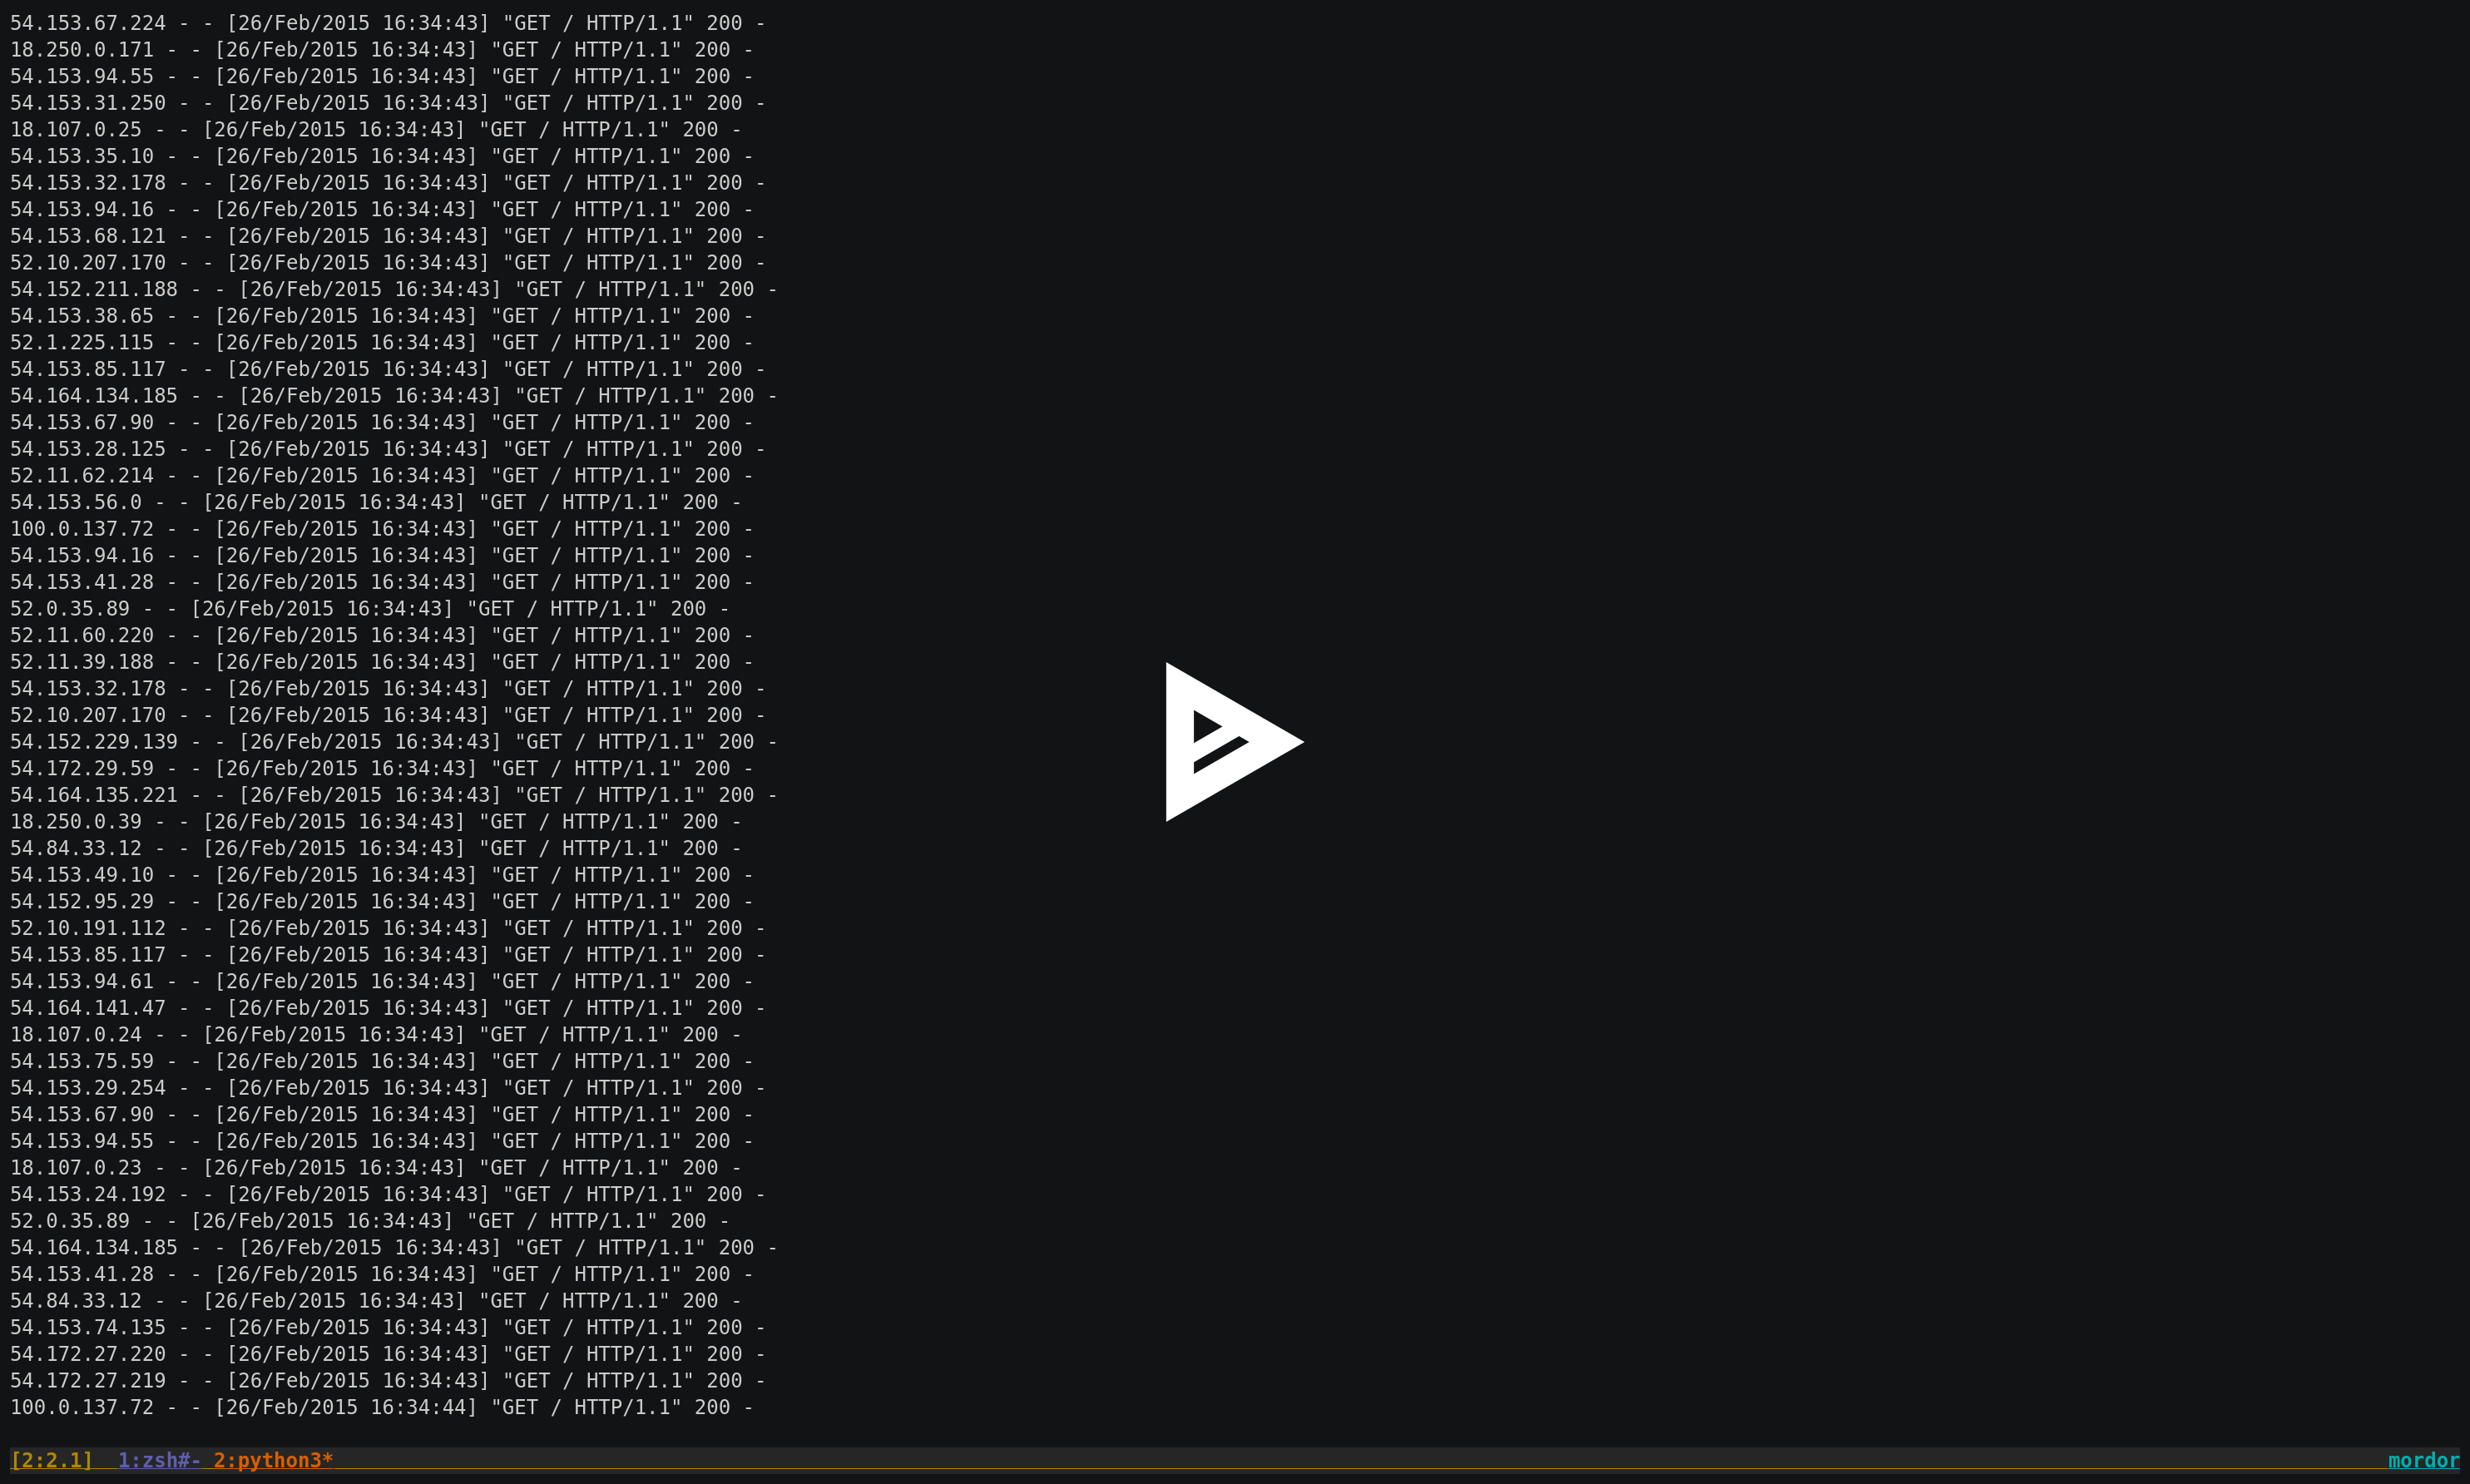 54.153.67.224 - - [26/Feb/2015 16:34:43] "GET / HTTP/1.1" 200 -
18.250.0.171 - - [26/Feb/2015 16:34:43] "GET / HTTP/1.1" 200 -
54.153.94.55 - - [26/Feb/2015 16:34:43] "GET / HTTP/1.1" 200 -
54.153.31.250 - - [26/Feb/2015 16:34:43] "GET / HTTP/1.1" 200 -
18.107.0.25 - - [26/Feb/2015 16:34:43] "GET / HTTP/1.1" 200 -
54.153.35.10 - - [26/Feb/2015 16:34:43] "GET / HTTP/1.1" 200 -
54.153.32.178 - - [26/Feb/2015 16:34:43] "GET / HTTP/1.1" 200 -
54.153.94.16 - - [26/Feb/2015 16:34:43] "GET / HTTP/1.1" 200 -
54.153.68.121 - - [26/Feb/2015 16:34:43] "GET / HTTP/1.1" 200 -
52.10.207.170 - - [26/Feb/2015 16:34:43] "GET / HTTP/1.1" 200 -
54.152.211.188 - - [26/Feb/2015 16:34:43] "GET / HTTP/1.1" 200 -
54.153.38.65 - - [26/Feb/2015 16:34:43] "GET / HTTP/1.1" 200 -
52.1.225.115 - - [26/Feb/2015 16:34:43] "GET / HTTP/1.1" 200 -
54.153.85.117 - - [26/Feb/2015 16:34:43] "GET / HTTP/1.1" 200 -
54.164.134.185 - - [26/Feb/2015 16:34:43] "GET / HTTP/1.1" 200 -
54.153.67.90 - - [26/Feb/2015 16:34:43] "GET / HTTP/1.1" 200 -
54.153.28.125 - - [26/Feb/2015 16:34:43] "GET / HTTP/1.1" 200 -
52.11.62.214 - - [26/Feb/2015 16:34:43] "GET / HTTP/1.1" 200 -
54.153.56.0 - - [26/Feb/2015 16:34:43] "GET / HTTP/1.1" 200 -
100.0.137.72 - - [26/Feb/2015 16:34:43] "GET / HTTP/1.1" 200 -
54.153.94.16 - - [26/Feb/2015 16:34:43] "GET / HTTP/1.1" 200 -
54.153.41.28 - - [26/Feb/2015 16:34:43] "GET / HTTP/1.1" 200 -
52.0.35.89 - - [26/Feb/2015 16:34:43] "GET / HTTP/1.1" 200 -
52.11.60.220 - - [26/Feb/2015 16:34:43] "GET / HTTP/1.1" 200 -
52.11.39.188 - - [26/Feb/2015 16:34:43] "GET / HTTP/1.1" 200 -
54.153.32.178 - - [26/Feb/2015 16:34:43] "GET / HTTP/1.1" 200 -
52.10.207.170 - - [26/Feb/2015 16:34:43] "GET / HTTP/1.1" 200 -
54.152.229.139 - - [26/Feb/2015 16:34:43] "GET / HTTP/1.1" 200 -
54.172.29.59 - - [26/Feb/2015 16:34:43] "GET / HTTP/1.1" 200 -
54.164.135.221 - - [26/Feb/2015 16:34:43] "GET / HTTP/1.1" 200 -
18.250.0.39 - - [26/Feb/2015 16:34:43] "GET / HTTP/1.1" 200 -
54.84.33.12 - - [26/Feb/2015 16:34:43] "GET / HTTP/1.1" 200 -
54.153.49.10 - - [26/Feb/2015 16:34:43] "GET / HTTP/1.1" 200 -
54.152.95.29 - - [26/Feb/2015 16:34:43] "GET / HTTP/1.1" 200 -
52.10.191.112 - - [26/Feb/2015 16:34:43] "GET / HTTP/1.1" 200 -
54.153.85.117 - - [26/Feb/2015 16:34:43] "GET / HTTP/1.1" 200 -
54.153.94.61 - - [26/Feb/2015 16:34:43] "GET / HTTP/1.1" 200 -
54.164.141.47 - - [26/Feb/2015 16:34:43] "GET / HTTP/1.1" 200 -
18.107.0.24 - - [26/Feb/2015 16:34:43] "GET / HTTP/1.1" 200 -
54.153.75.59 - - [26/Feb/2015 16:34:43] "GET / HTTP/1.1" 200 -
54.153.29.254 - - [26/Feb/2015 16:34:43] "GET / HTTP/1.1" 200 -
54.153.67.90 - - [26/Feb/2015 16:34:43] "GET / HTTP/1.1" 200 -
54.153.94.55 - - [26/Feb/2015 16:34:43] "GET / HTTP/1.1" 200 -
18.107.0.23 - - [26/Feb/2015 16:34:43] "GET / HTTP/1.1" 200 -
54.153.24.192 - - [26/Feb/2015 16:34:43] "GET / HTTP/1.1" 200 -
52.0.35.89 - - [26/Feb/2015 16:34:43] "GET / HTTP/1.1" 200 -
54.164.134.185 - - [26/Feb/2015 16:34:43] "GET / HTTP/1.1" 200 -
54.153.41.28 - - [26/Feb/2015 16:34:43] "GET / HTTP/1.1" 200 -
54.84.33.12 - - [26/Feb/2015 16:34:43] "GET / HTTP/1.1" 200 -
54.153.74.135 - - [26/Feb/2015 16:34:43] "GET / HTTP/1.1" 200 -
54.172.27.220 - - [26/Feb/2015 16:34:43] "GET / HTTP/1.1" 200 -
54.172.27.219 - - [26/Feb/2015 16:34:43] "GET / HTTP/1.1" 200 -
100.0.137.72 - - [26/Feb/2015 16:34:44] "GET / HTTP/1.1" 200 -
[2:2.1] 1:zsh#- 2:python3* mordor